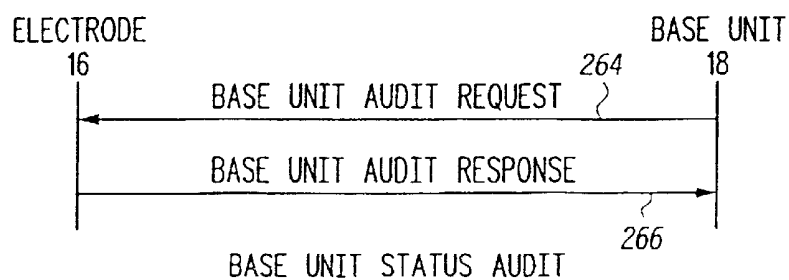 ELECTRODE
16
BASE UNIT
18
264
BASE UNIT AUDIT REQUEST
BASE UNIT AUDIT RESPONSE
266
BASE UNIT STATUS AUDIT